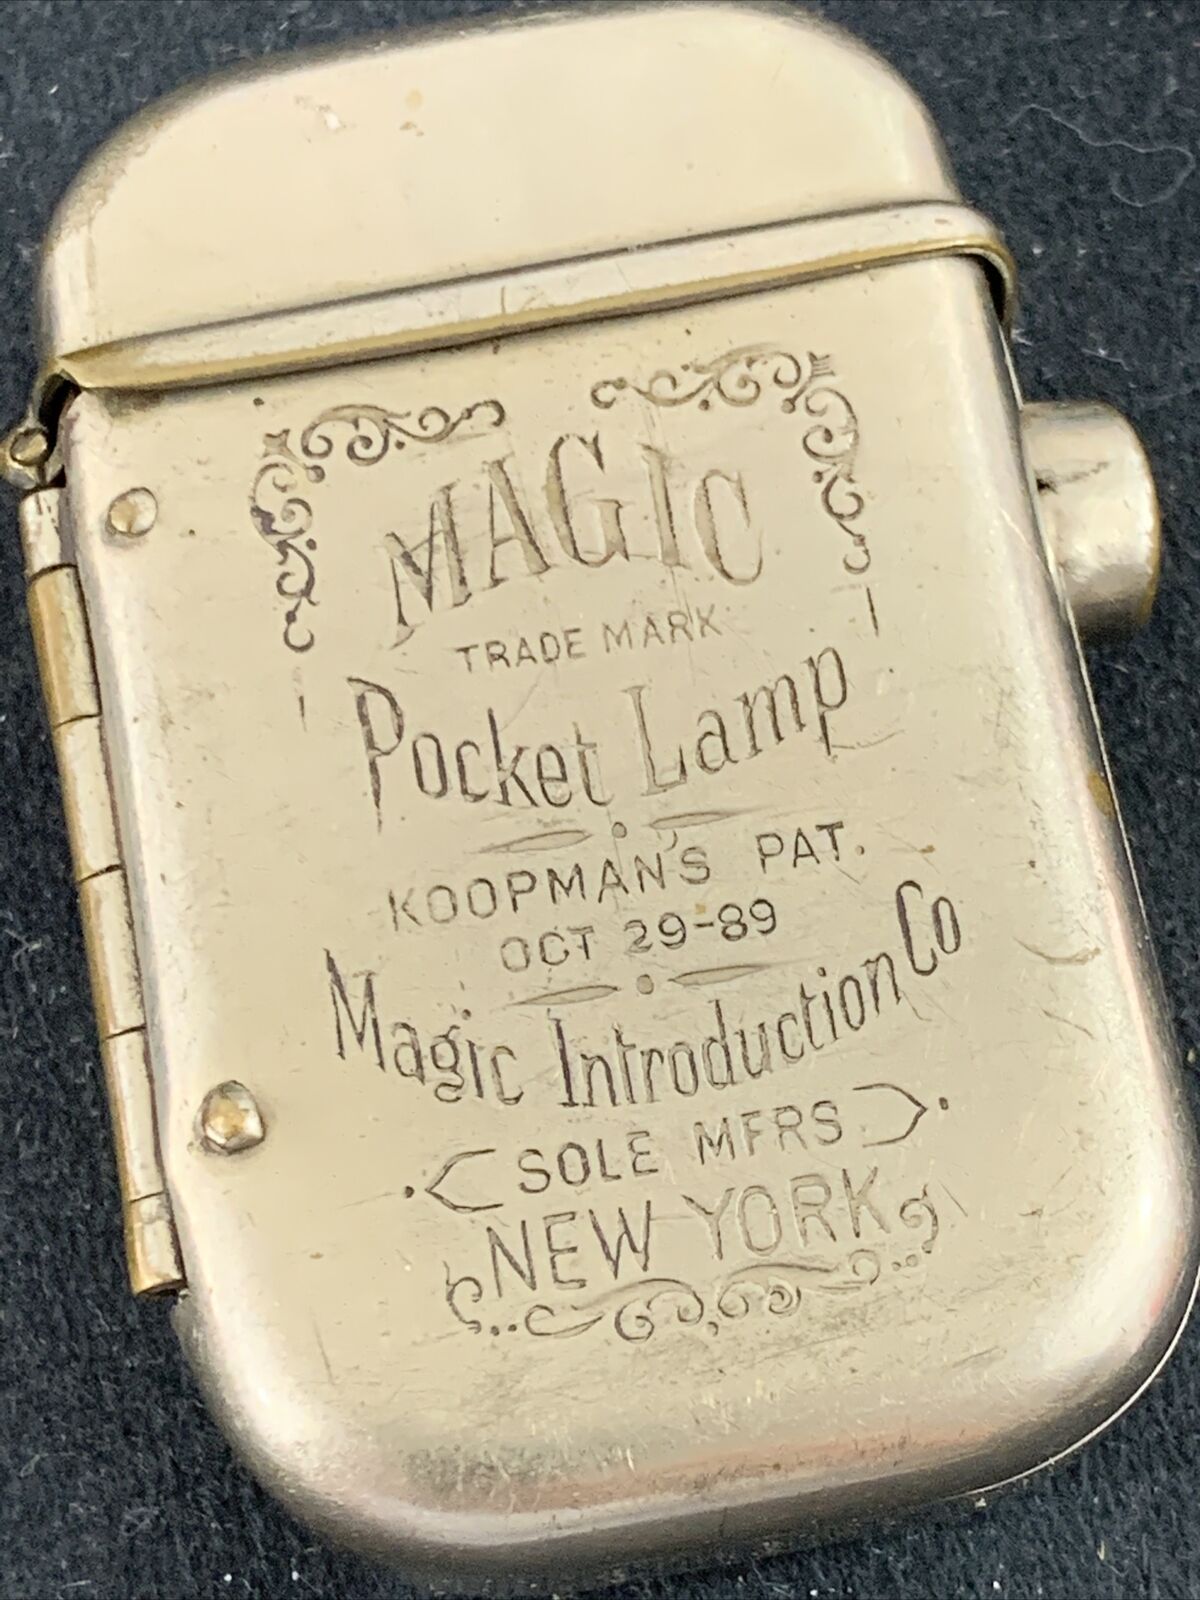 MAGIC
TRADE MARK
Pocket Lamp
KOOPMAN'S PAT.
OCT 29-89
Magic Introduction Co
SOLE MFRS
NEW YORK